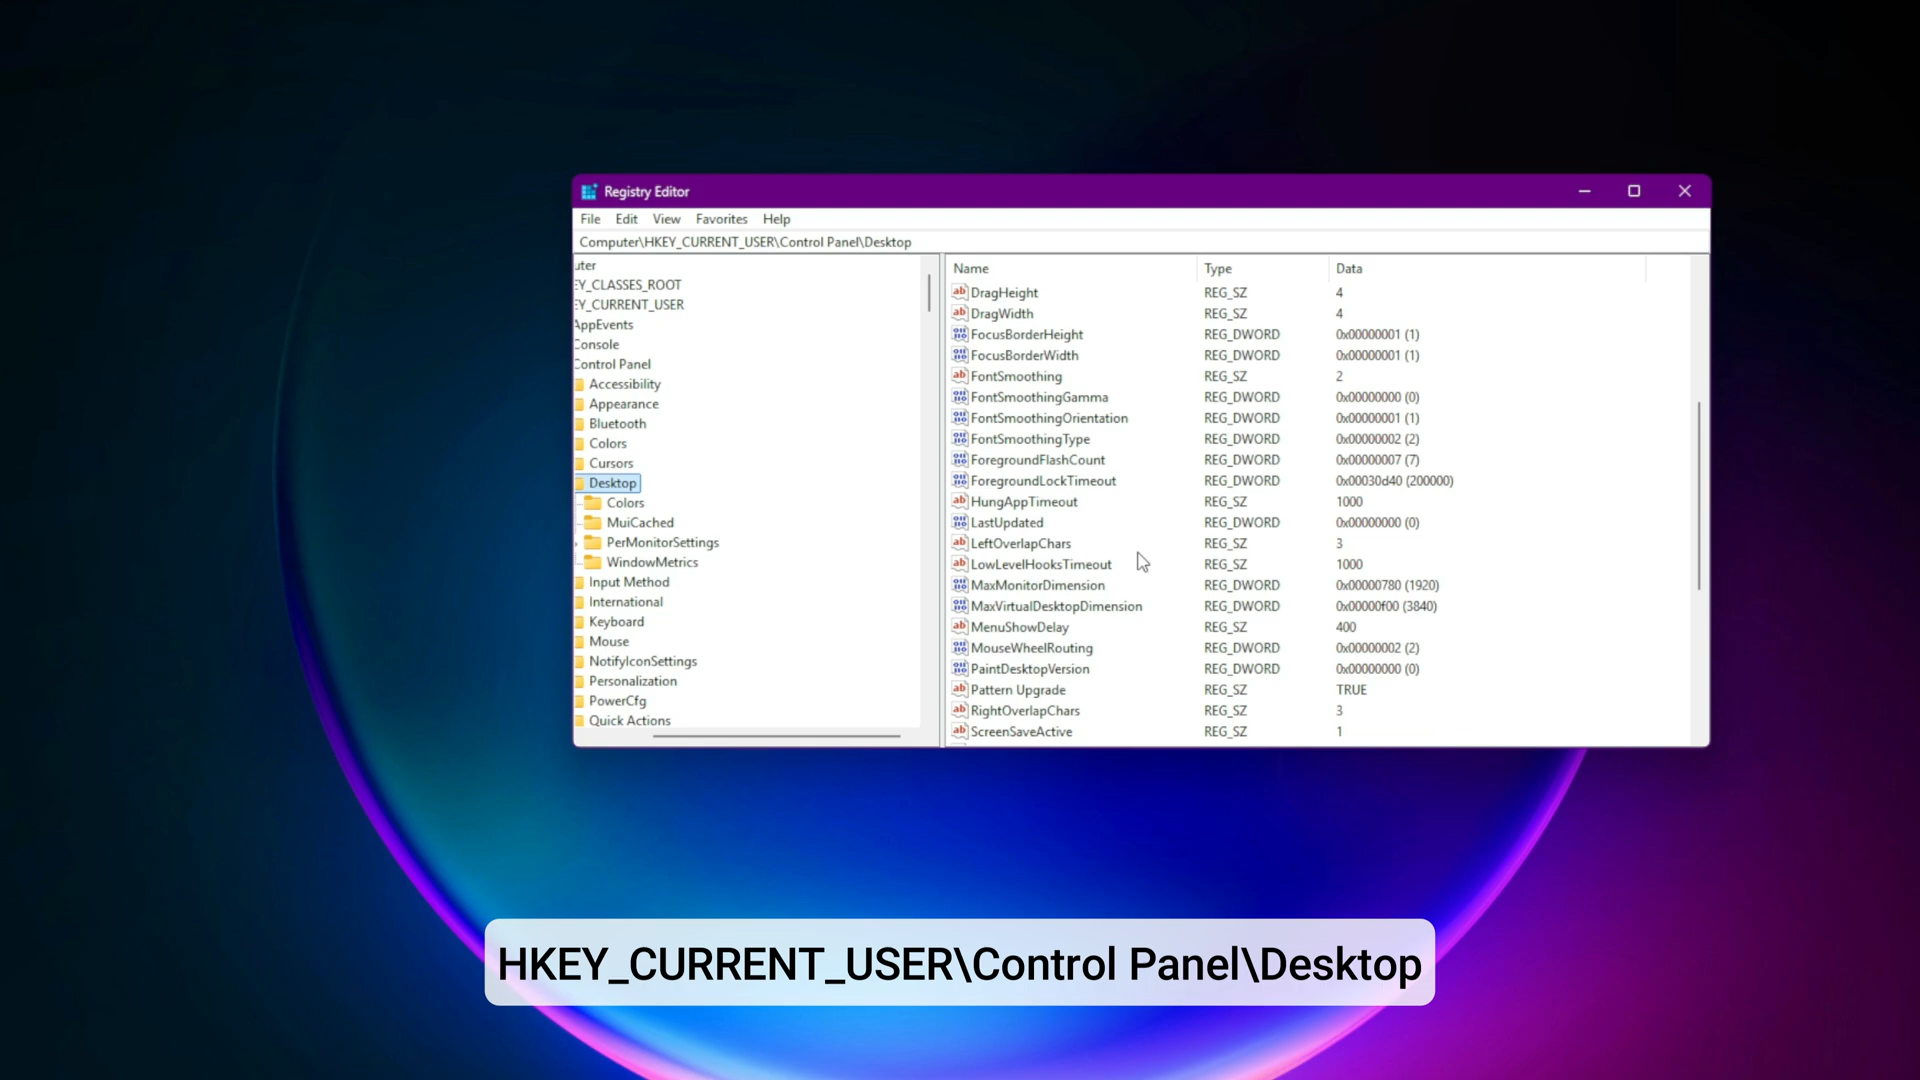 Registry Editor
File Edit View Favorites Help
Computer\HKEY_CURRENT_USER\Control Panel\Desktop
uter
EY_CLASSES_ROOT
EY_CURRENT_USER
AppEvents
Console
Control Panel
Accessibility
Appearance
Bluetooth
Colors
Cursors
Desktop
Colors
MuiCached
PerMonitorSettings
WindowMetrics
Input Method
International
Keyboard
Mouse
NotifyIconSettings
Personalization
PowerCfg
Quick Actions
Name Type Data
DragHeight REG_SZ 4
DragWidth REG_SZ 4
FocusBorderHeight REG_DWORD 0x00000001 (1)
FocusBorderWidth REG_DWORD 0x00000001 (1)
FontSmoothing REG_SZ 2
FontSmoothingGamma REG_DWORD 0x00000000 (0)
FontSmoothingOrientation REG_DWORD 0x00000001 (1)
FontSmoothingType REG_DWORD 0x00000002 (2)
ForegroundFlashCount REG_DWORD 0x00000007 (7)
ForegroundLockTimeout REG_DWORD 0x00030d40 (200000)
HungAppTimeout REG_SZ 1000
LastUpdated REG_DWORD 0x00000000 (0)
LeftOverlapChars REG_SZ 3
LowLevelHooksTimeout REG_SZ 1000
MaxMonitorDimension REG_DWORD 0x00000780 (1920)
MaxVirtualDesktopDimension REG_DWORD 0x00000f00 (3840)
MenuShowDelay REG_SZ 400
MouseWheelRouting REG_DWORD 0x00000002 (2)
PaintDesktopVersion REG_DWORD 0x00000000 (0)
Pattern Upgrade REG_SZ TRUE
RightOverlapChars REG_SZ 3
ScreenSaveActive REG_SZ 1
HKEY_CURRENT_USER\Control Panel\Desktop